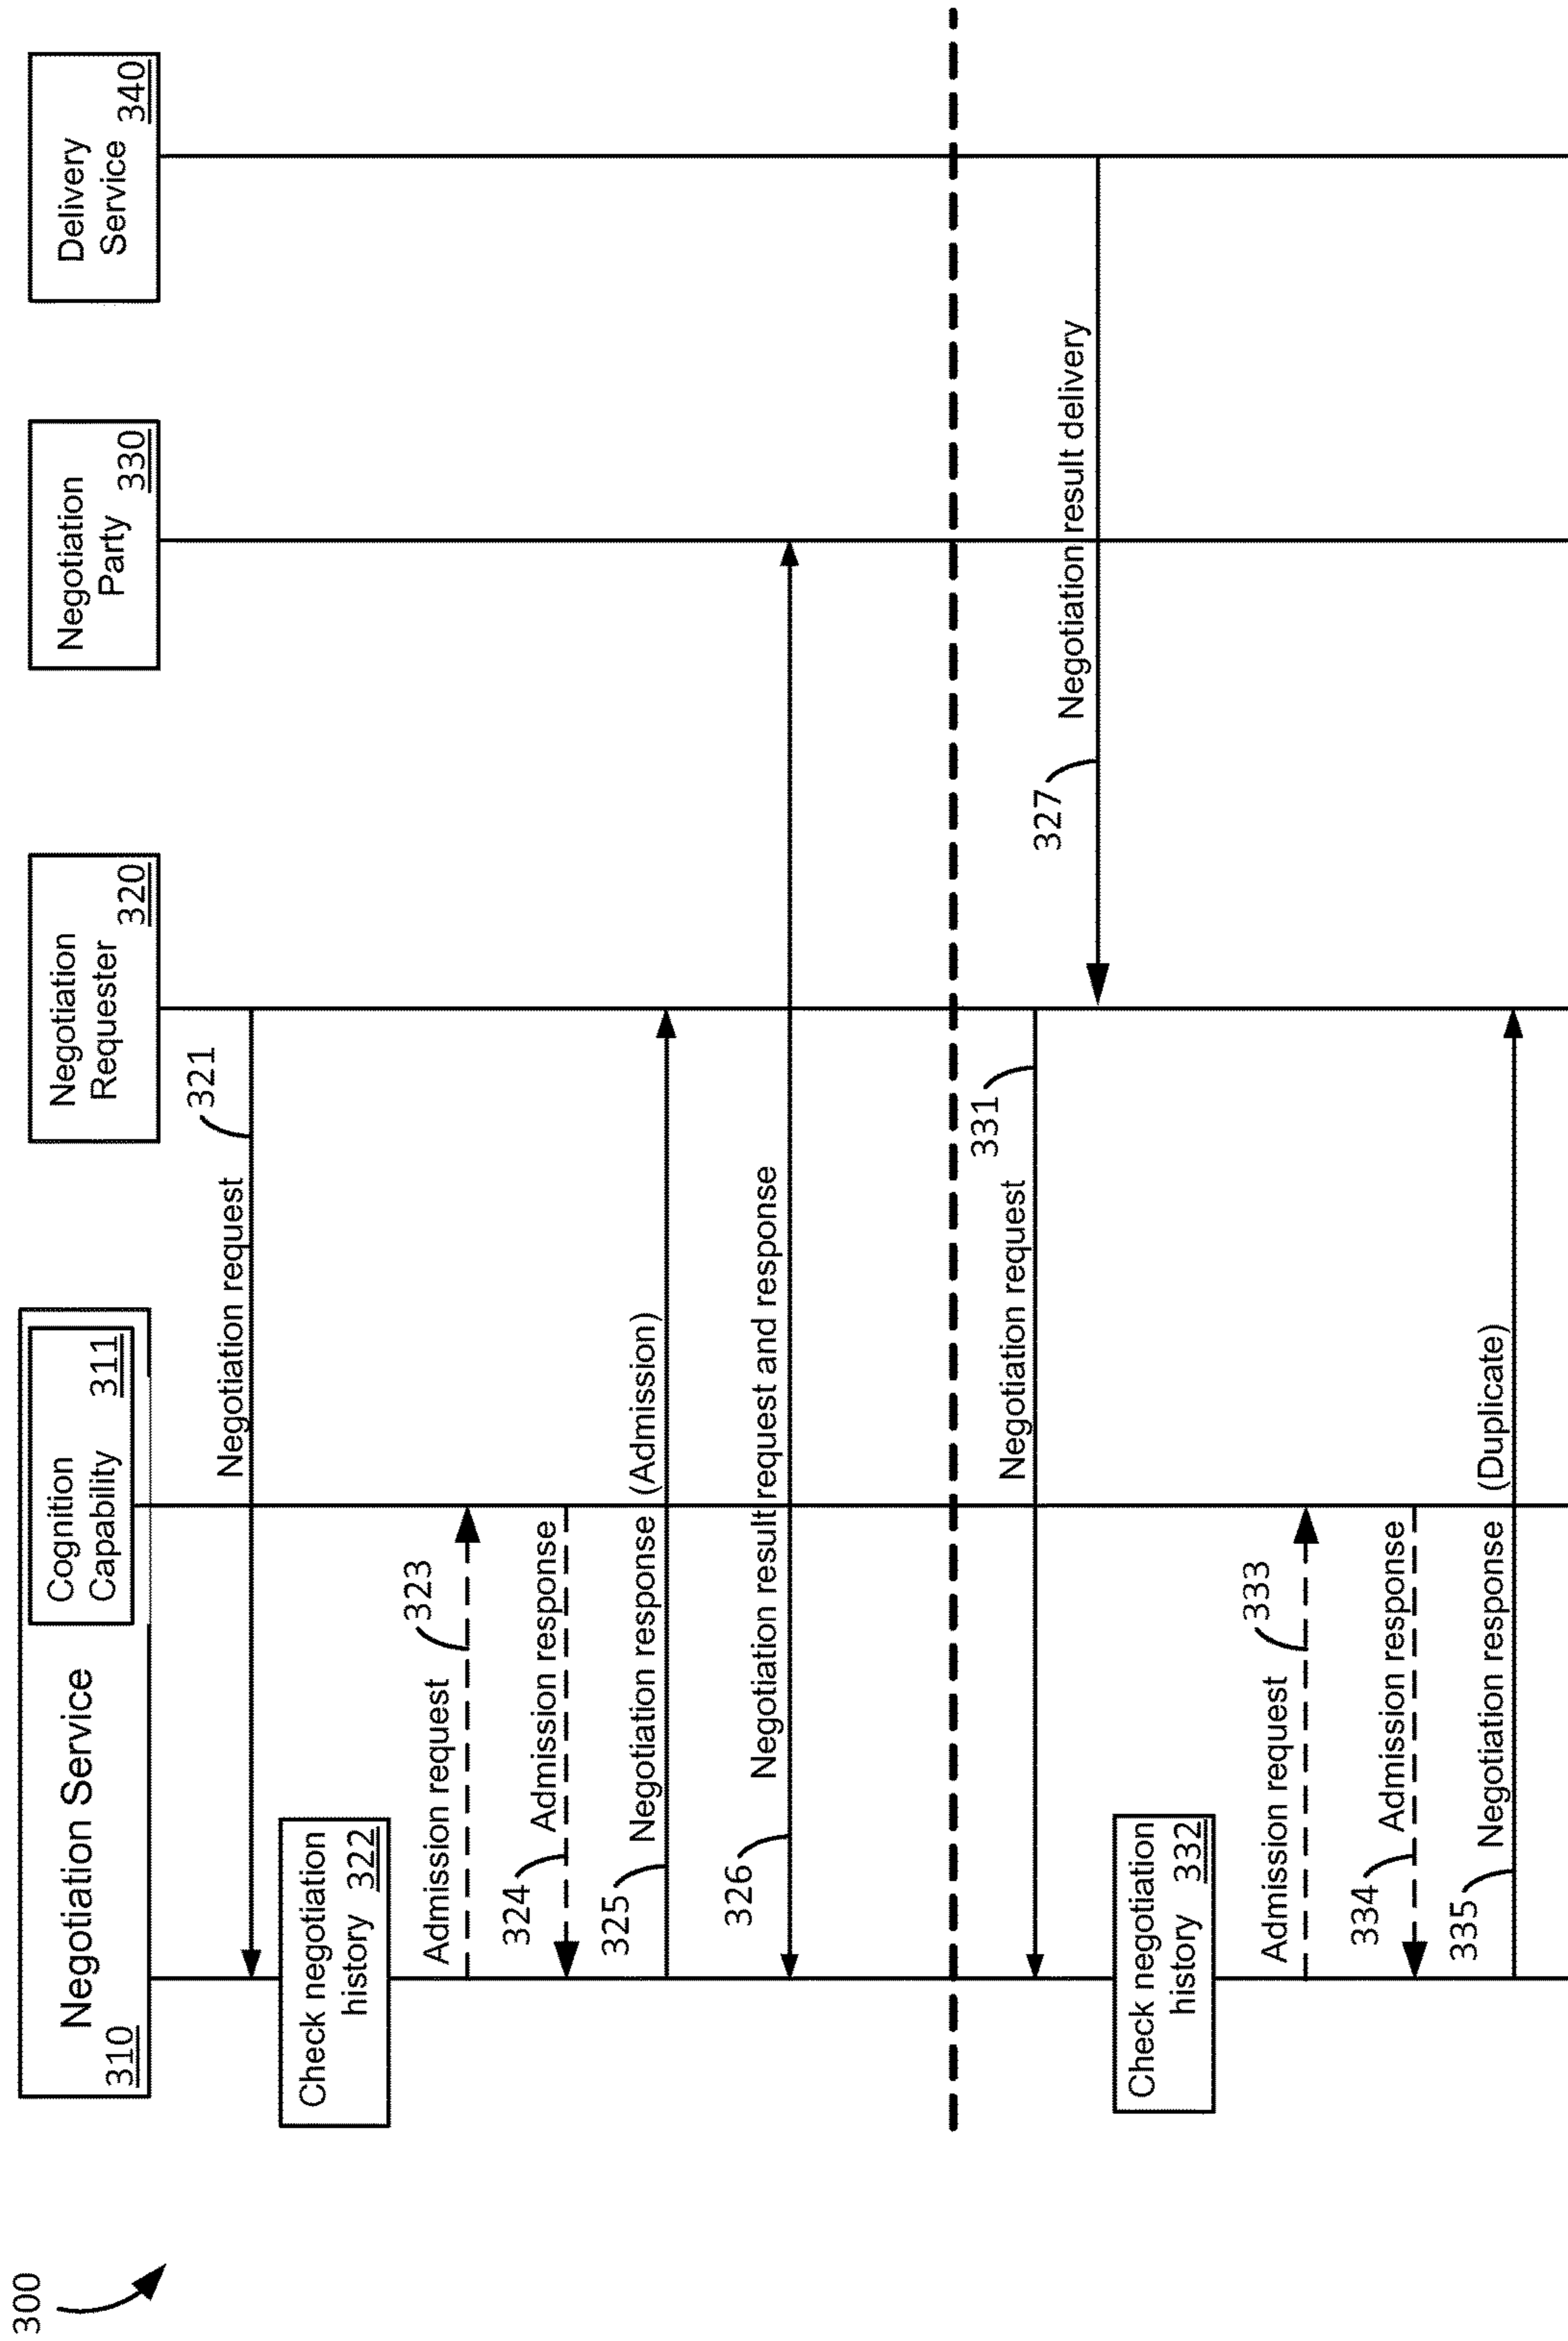 300
Negotiation Service
310
Cognition
Capability 311
Negotiation
Requester 320
Negotiation
Party 330
Delivery
Service 340
Negotiation request
321
Check negotiation
history 322
Admission request
323
324
Admission response
325
Negotiation response (Admission)
326
Negotiation result request and response
Negotiation request
331
327
Negotiation result delivery
Check negotiation
history 332
Admission request
333
334
Admission response
335
Negotiation response (Duplicate)